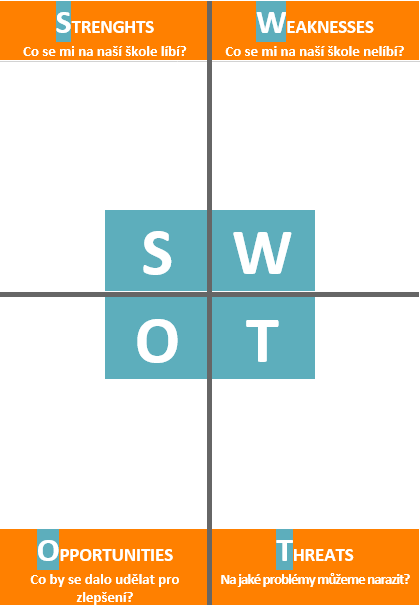 STRENGHTS
Co se mi na naší škole líbí?
WEAKNESSES
Co se mi na naší škole nelíbí?
S
W
O
T
OPPORTUNITIES
Co by se dalo udělat pro
zlepšení?
THREATS
Na jaké problémy můžeme narazit?